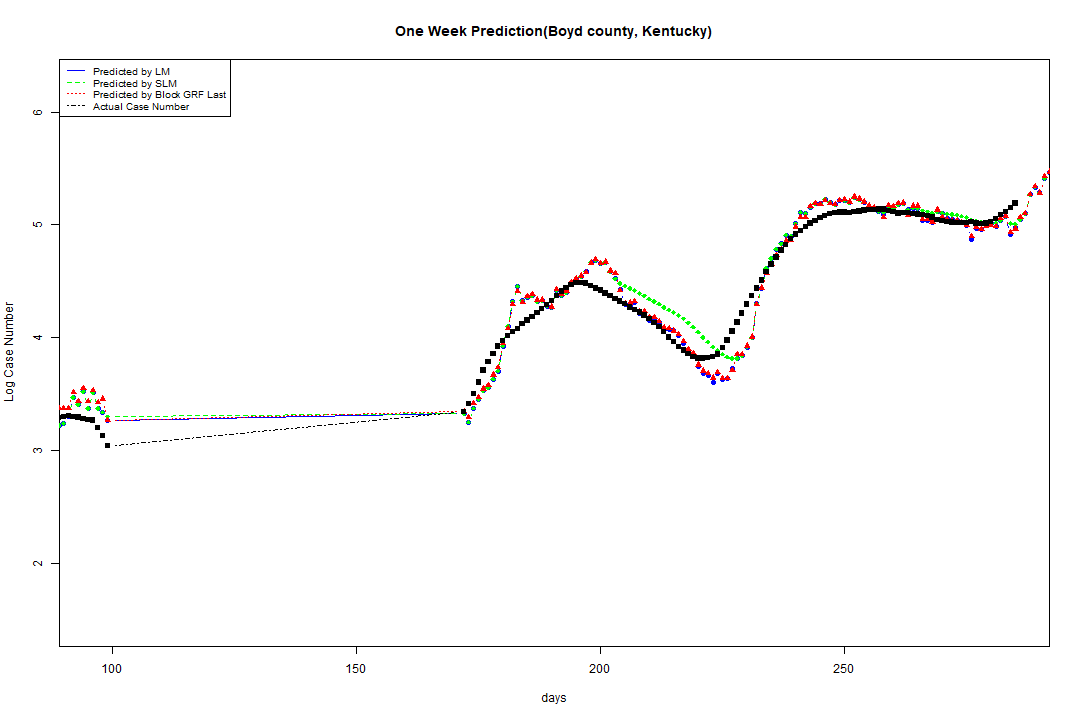 One Week Prediction(Boyd county, Kentucky)
Predicted by LM
Predicted by SLM
Predicted by Block GRF Last
Actual Case Number
6
5
4
3
2
Log Case Number
100 150 200 250
days